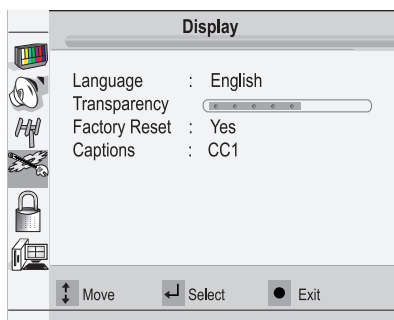 Display
Language : English
Transparency
Factory Reset : Yes
Captions : CC1
Move Select Exit